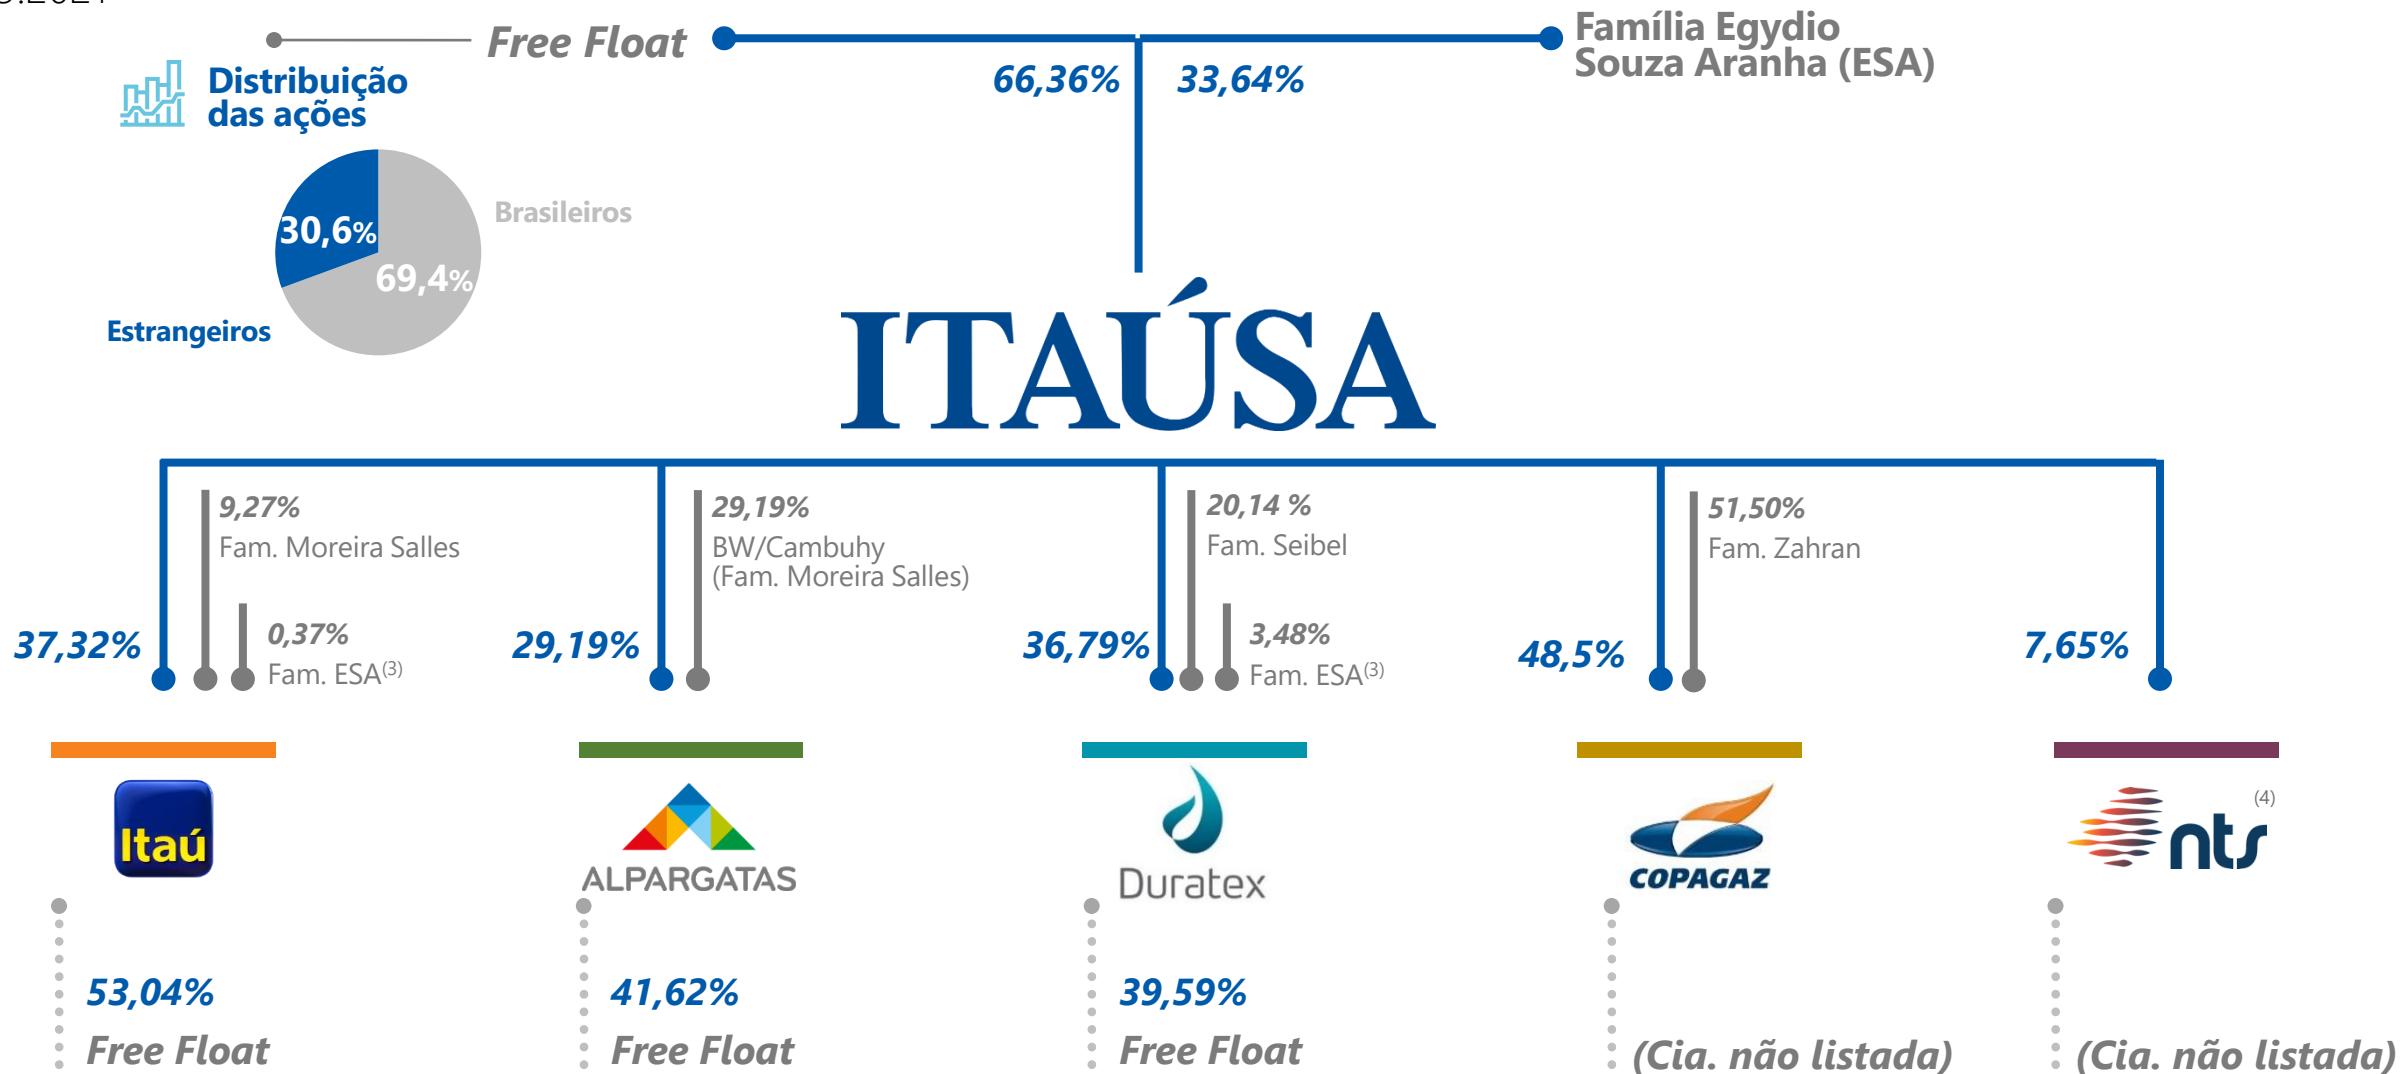 Free Float
Família Egydio
Souza Aranha (ESA)
66,36%
33,64%
Distribuição
das ações
Brasileiros
30,6%
69,4%
Estrangeiros
ITAÚSA
9,27%
Fam. Moreira Salles
0,37%
Fam. ESA(3)
37,32%
29,19%
BW/Cambuhy
(Fam. Moreira Salles)
29,19%
20,14 %
Fam. Seibel
3,48%
Fam. ESA(3)
36,79%
51,50%
Fam. Zahran
48,5%
7,65%
Itaú
ALPARGATAS
Duratex
COPAGAZ
nts
(4)
53,04%
Free Float
41,62%
Free Float
39,59%
Free Float
(Cia. não listada)
(Cia. não listada)